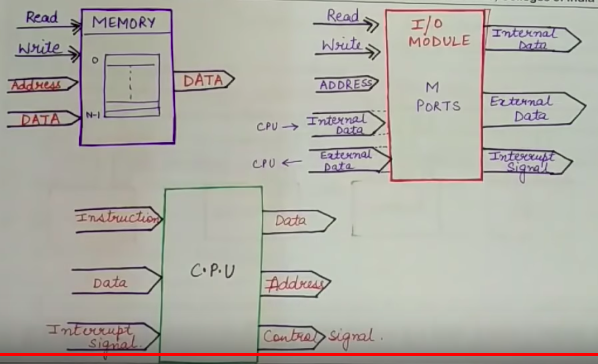 Read
Write
Address
DATA
MEMORY
0
N-1
DATA
Read
Write
ADDRESS
CPU → Internal Data
CPU ← External Data
I/O
MODULE
M
PORTS
Internal
Data
External
Data
Interrupt
Signal
Instruction
Data
Interrupt
Signal.
C.P.U
Data
Address
Control Signal.